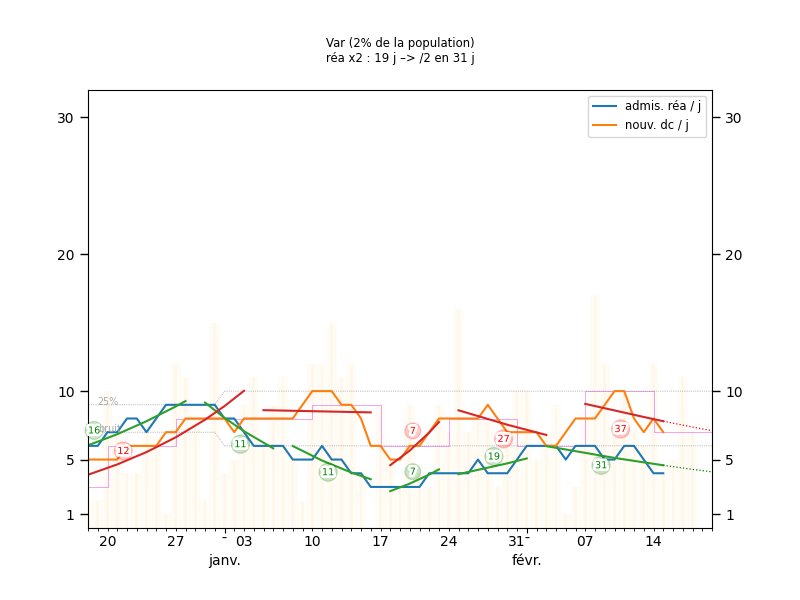 Var (2% de la population)
réa x2 : 19 j –> /2 en 31 j
admis. réa / j
nouv. dc / j
30 30
20 20
10 10
25%
bruit
16 12 11 11 7 7 19 27 31 37
5 5
1 1
20 27 - 03 10 17 24 31- 07 14
janv. févr.